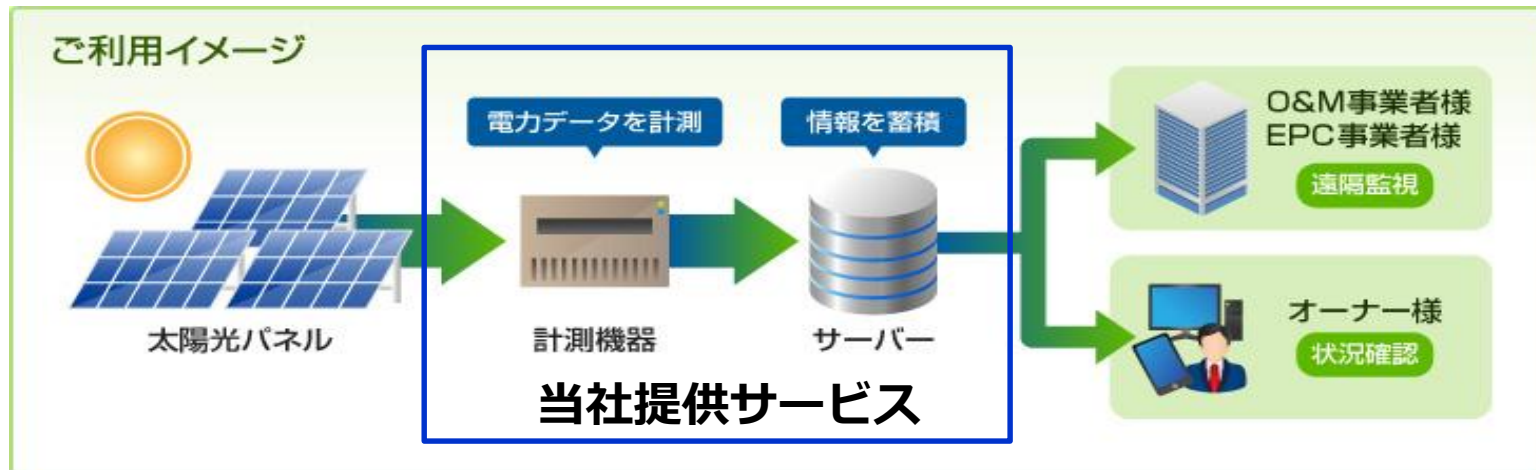 ご利用イメージ
電力データを計測
情報を蓄積
太陽光パネル
計測機器
サーバー
当社提供サービス
O&M事業者様
EPC事業者様
遠隔監視
オーナー様
状況確認